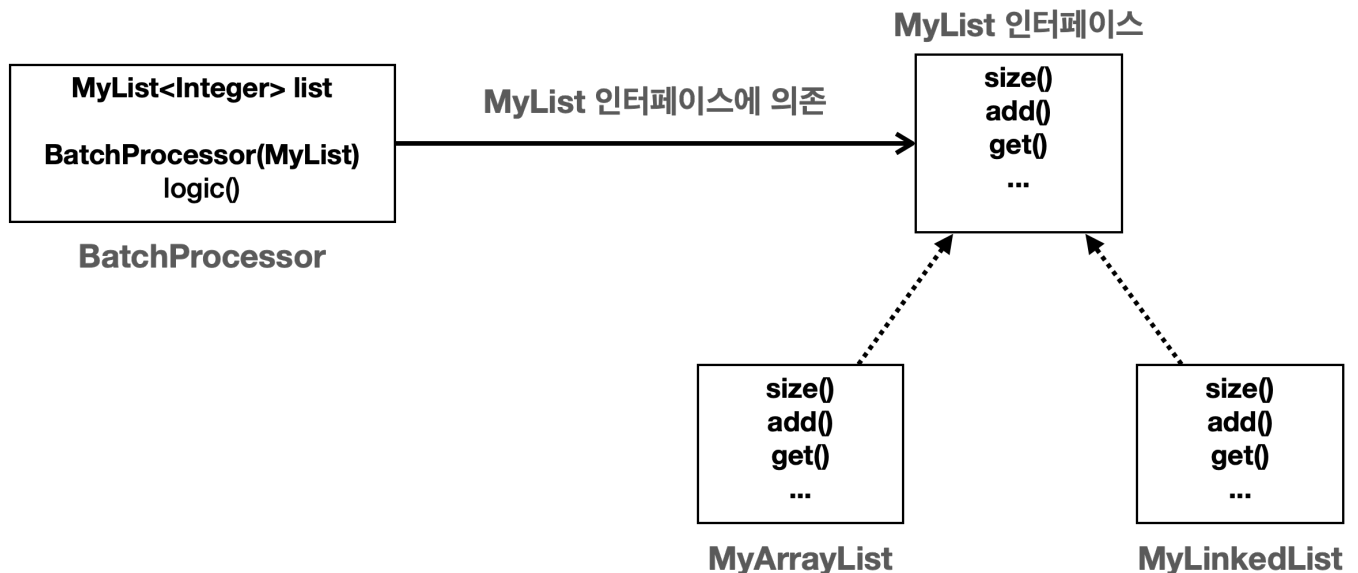 MyList 인터페이스
MyList<Integer> list
BatchProcessor(MyList)
logic()
BatchProcessor
MyList 인터페이스에 의존
size()
add()
get()
...
size()
add()
get()
...
MyArrayList
size()
add()
get()
...
MyLinkedList